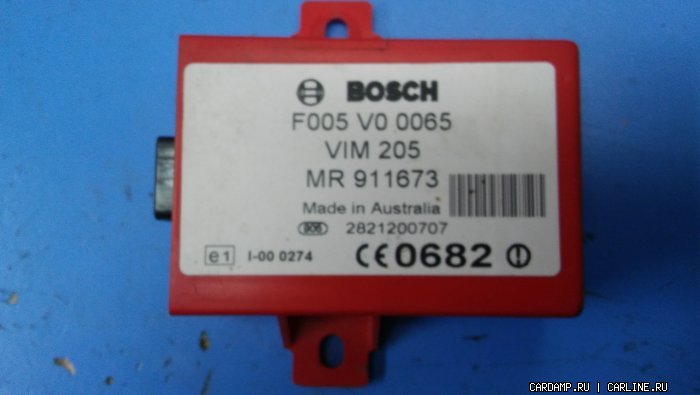 BOSCH
F005 V0 0065
VIM 205
MR 911673
Made in Australia
2821200707
e1 I-00 0274 CE0682
CARDAMP.RU | CARLINE.RU